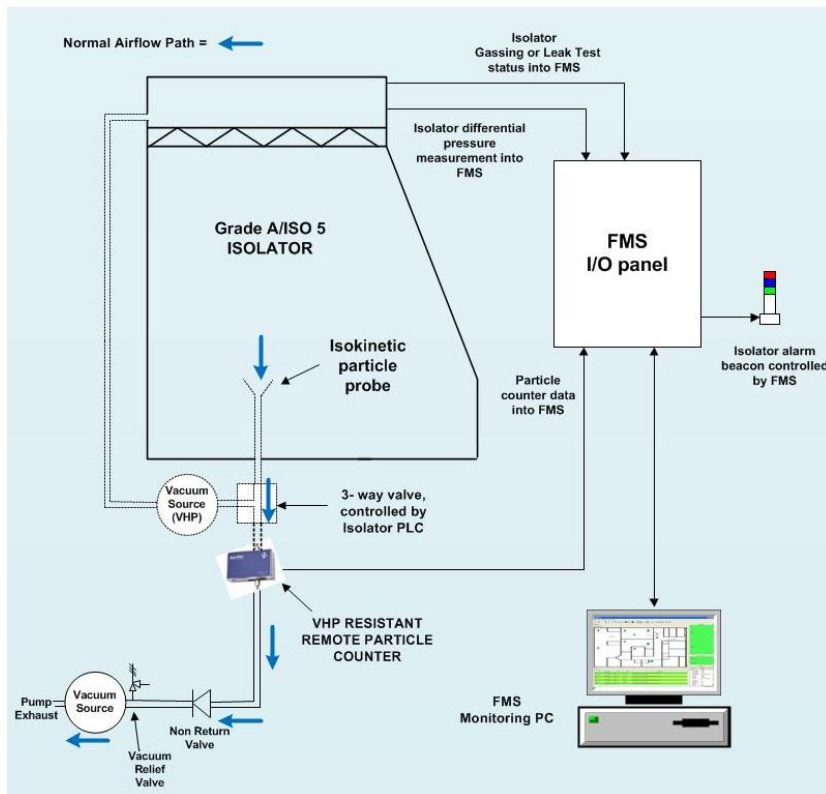 Normal Airflow Path =
Isolator
Gassing or Leak Test
status into FMS
Isolator differential
pressure
measurement into
FMS
Grade A/ISO 5
ISOLATOR
FMS
I/O panel
Isolator alarm
beacon controlled
by FMS
Isokinetic
particle
probe
Particle
counter data
into FMS
Vacuum
Source
(VHP)
3- way valve,
controlled by
Isolator PLC
VHP RESISTANT
REMOTE PARTICLE
COUNTER
Pump
Exhaust
Vacuum
Source
Non Return
Valve
Vacuum
Relief
Valve
FMS
Monitoring PC